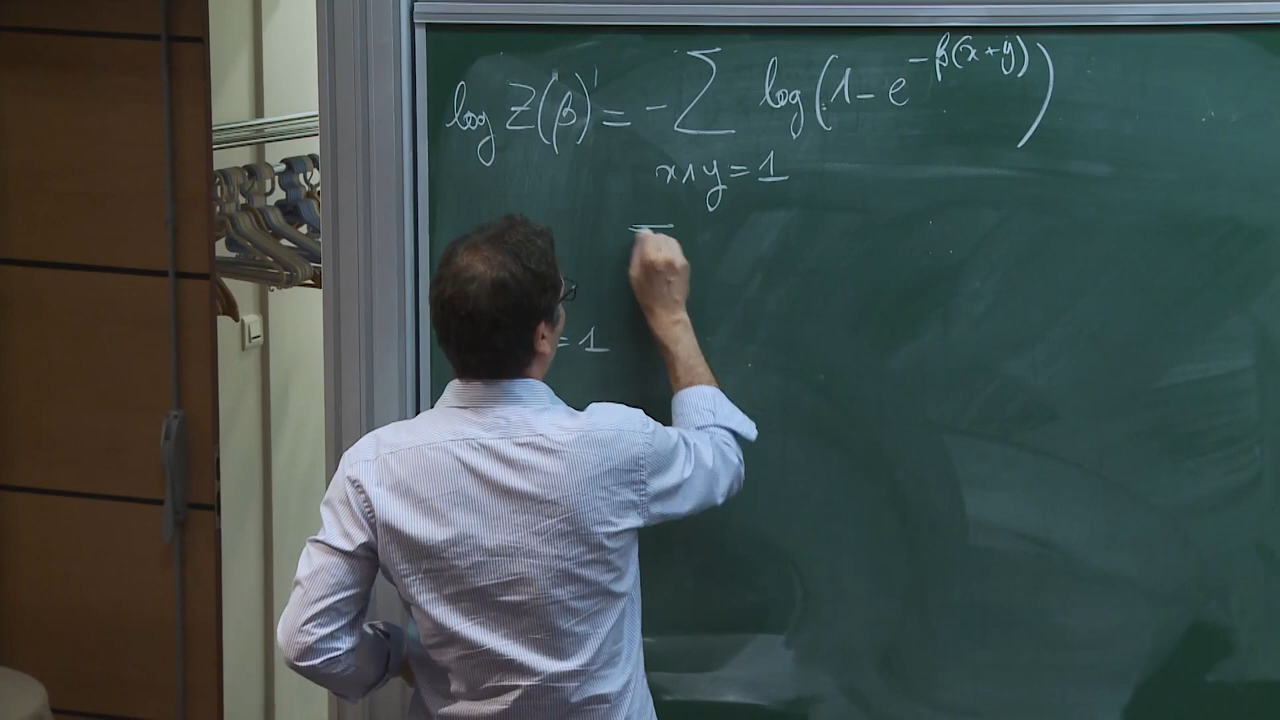 log Z(β)' = - ∑ log(1 - e^{-β(x+y)})
x∧y = 1
= 1